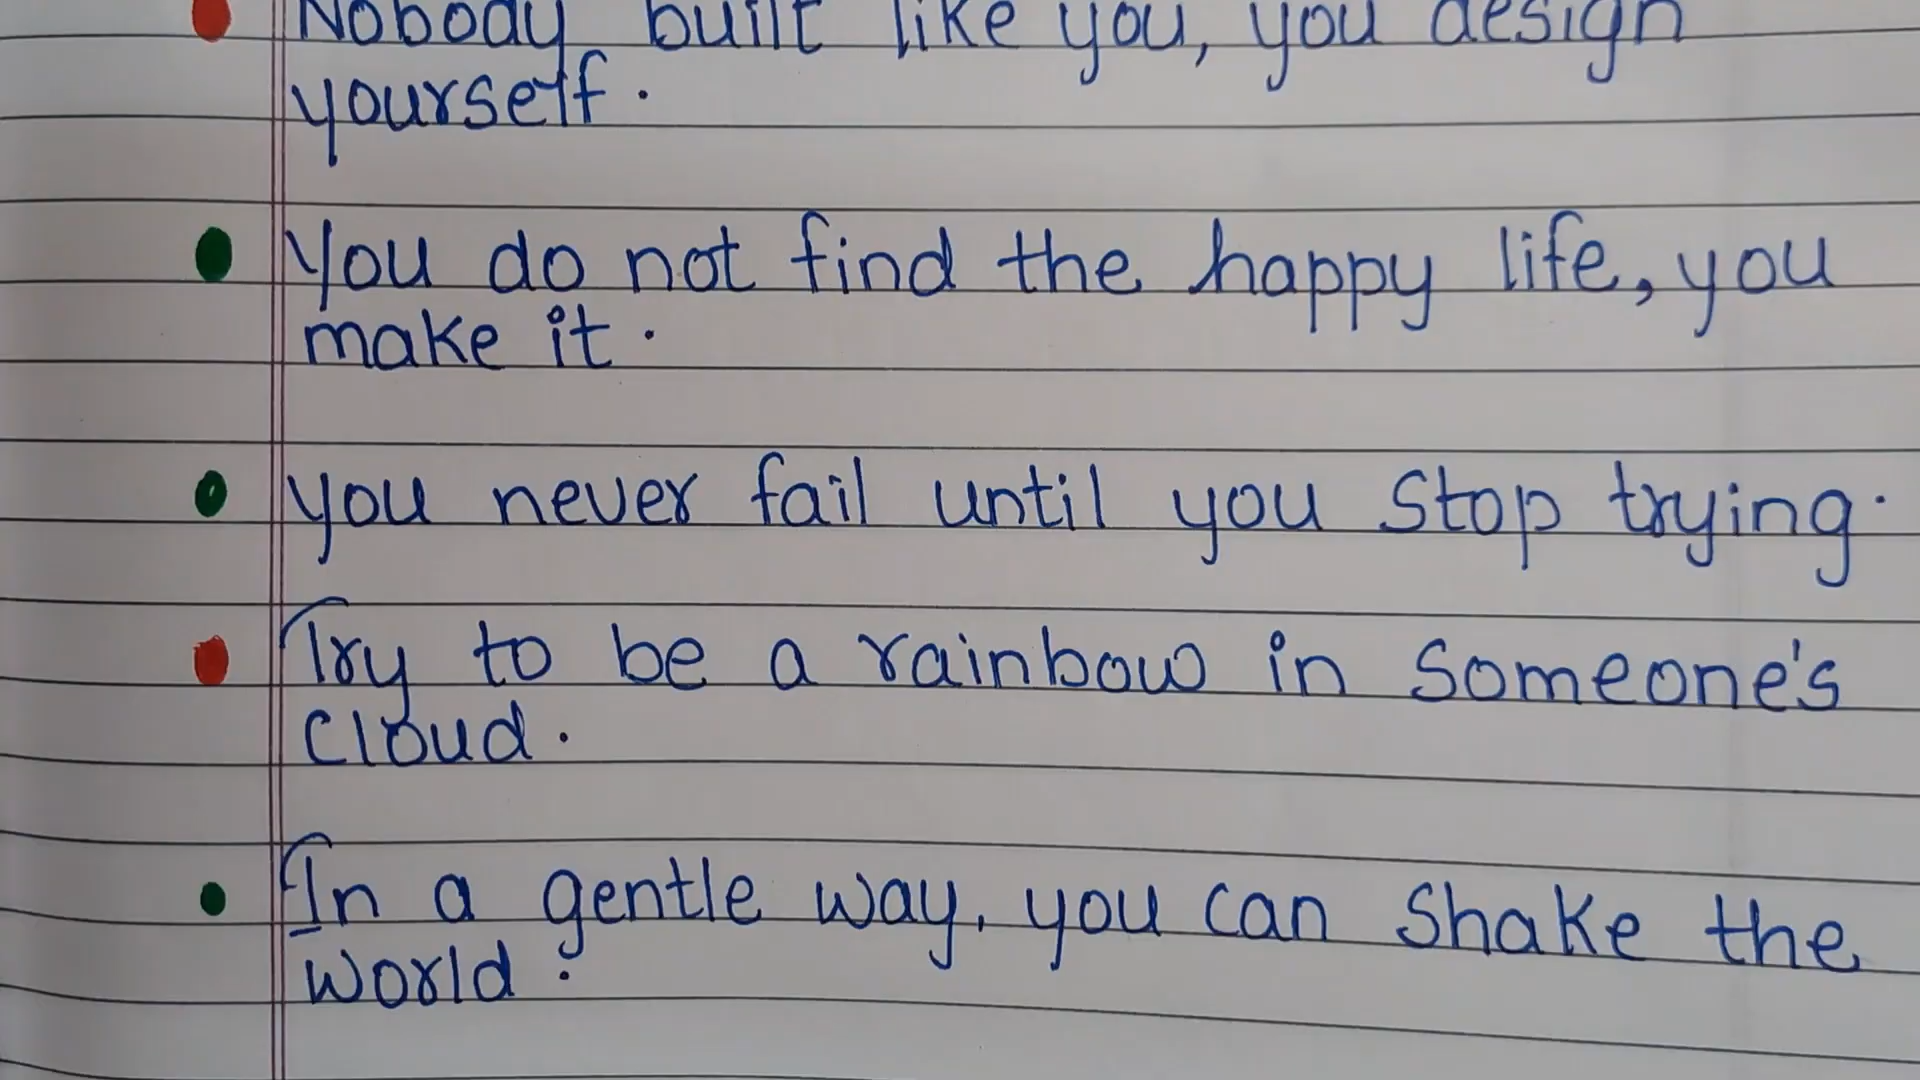 Nobody built like you, you design
yourself.
You do not find the happy life, you
make it.
you never fail until you Stop trying.
Try to be a rainbow in Someone's
Cloud.
In a gentle way, you can Shake the
World.